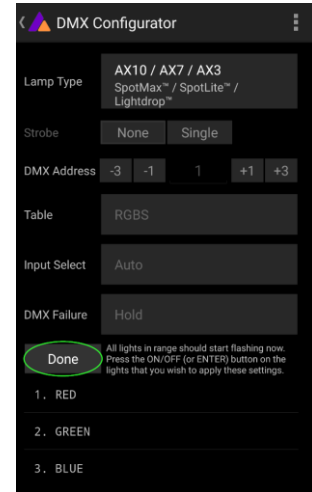 DMX Configurator
Lamp Type
AX10 / AX7 / AX3
SpotMax™ / SpotLite™ /
Lightdrop™
Strobe
None Single
DMX Address -3 -1 1 +1 +3
Table RGBS
Input Select Auto
DMX Failure Hold
Done
All lights in range should start flashing now.
Press the ON/OFF (or ENTER) button on the
lights that you wish to apply these settings.
1. RED
2. GREEN
3. BLUE